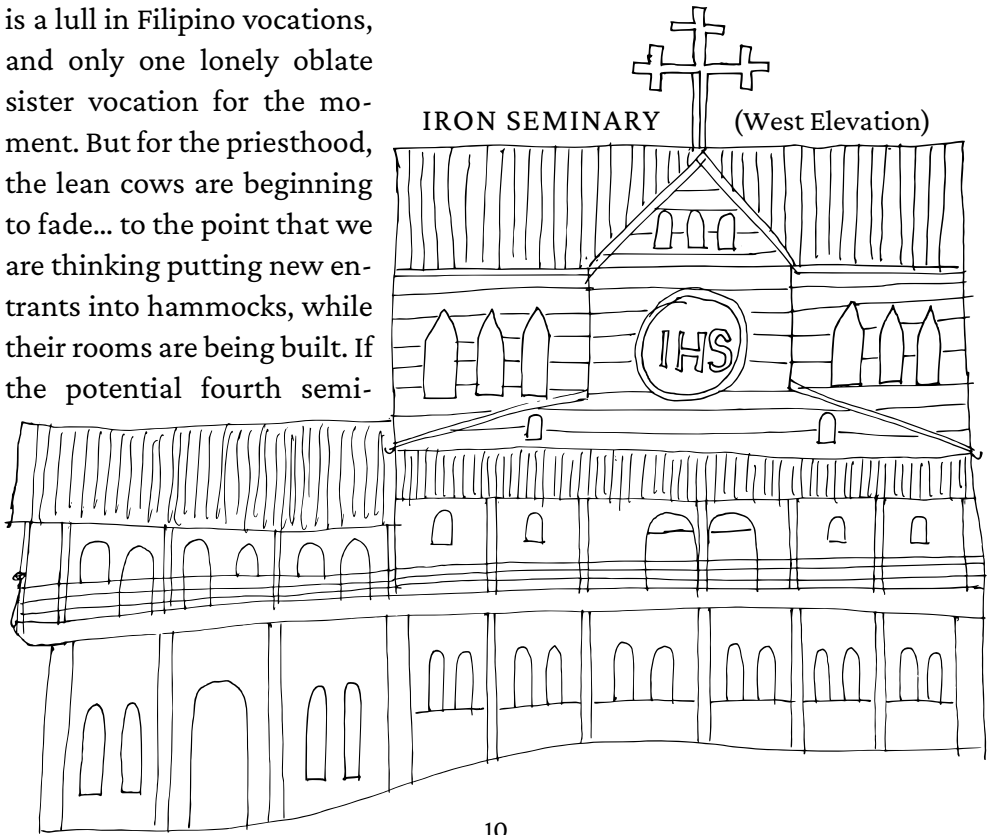 is a lull in Filipino vocations,
and only one lonely oblate
sister vocation for the mo-
ment. But for the priesthood,
the lean cows are beginning
to fade... to the point that we
are thinking putting new en-
trants into hammocks, while
their rooms are being built. If
the potential fourth semi-
IRON SEMINARY (West Elevation)
IHS
10